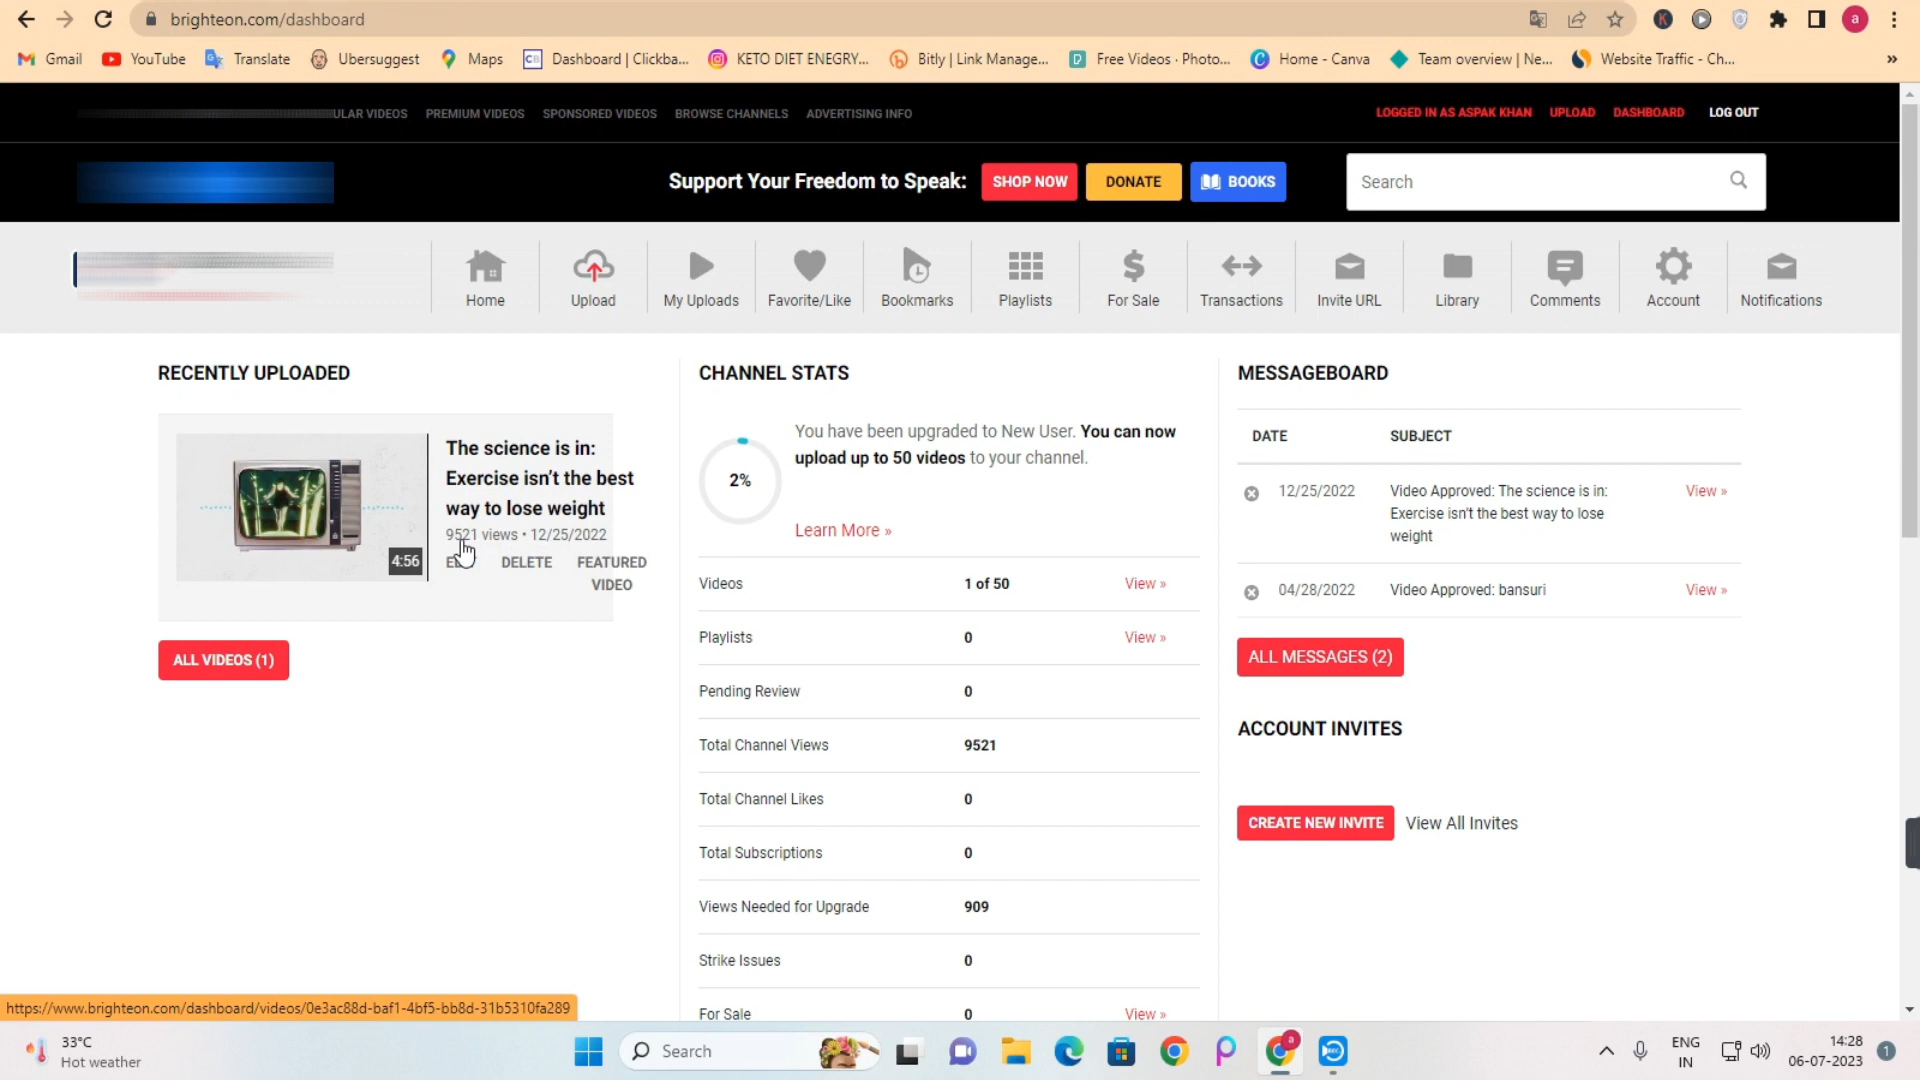 brighteon.com/dashboard
a
Gmail YouTube Translate Ubersuggest Maps Dashboard | Clickba... KETO DIET ENEGRY... Bitly | Link Manage... Free Videos · Photo... Home - Canva Team overview | Ne... Website Traffic - Ch... »
ULAR VIDEOS PREMIUM VIDEOS SPONSORED VIDEOS BROWSE CHANNELS ADVERTISING INFO LOGGED IN AS ASPAK KHAN UPLOAD DASHBOARD LOG OUT
Support Your Freedom to Speak: SHOP NOW DONATE BOOKS Search
Home Upload My Uploads Favorite/Like Bookmarks Playlists For Sale Transactions Invite URL Library Comments Account Notifications
RECENTLY UPLOADED
The science is in:
Exercise isn’t the best
way to lose weight
9521 views • 12/25/2022
4:56
DELETE FEATURED
VIDEO
ALL VIDEOS (1)
CHANNEL STATS
2%
You have been upgraded to New User. You can now
upload up to 50 videos to your channel.
Learn More »
Videos 1 of 50 View »
Playlists 0 View »
Pending Review 0
Total Channel Views 9521
Total Channel Likes 0
Total Subscriptions 0
Views Needed for Upgrade 909
Strike Issues 0
For Sale 0 View »
MESSAGEBOARD
DATE SUBJECT
12/25/2022 Video Approved: The science is in: View »
Exercise isn’t the best way to lose
weight
04/28/2022 Video Approved: bansuri View »
ALL MESSAGES (2)
ACCOUNT INVITES
CREATE NEW INVITE View All Invites
https://www.brighteon.com/dashboard/videos/0e3ac88d-baf1-4bf5-bb8d-31b5310fa289
33°C
Hot weather
Search
ENG
IN
14:28
06-07-2023
1